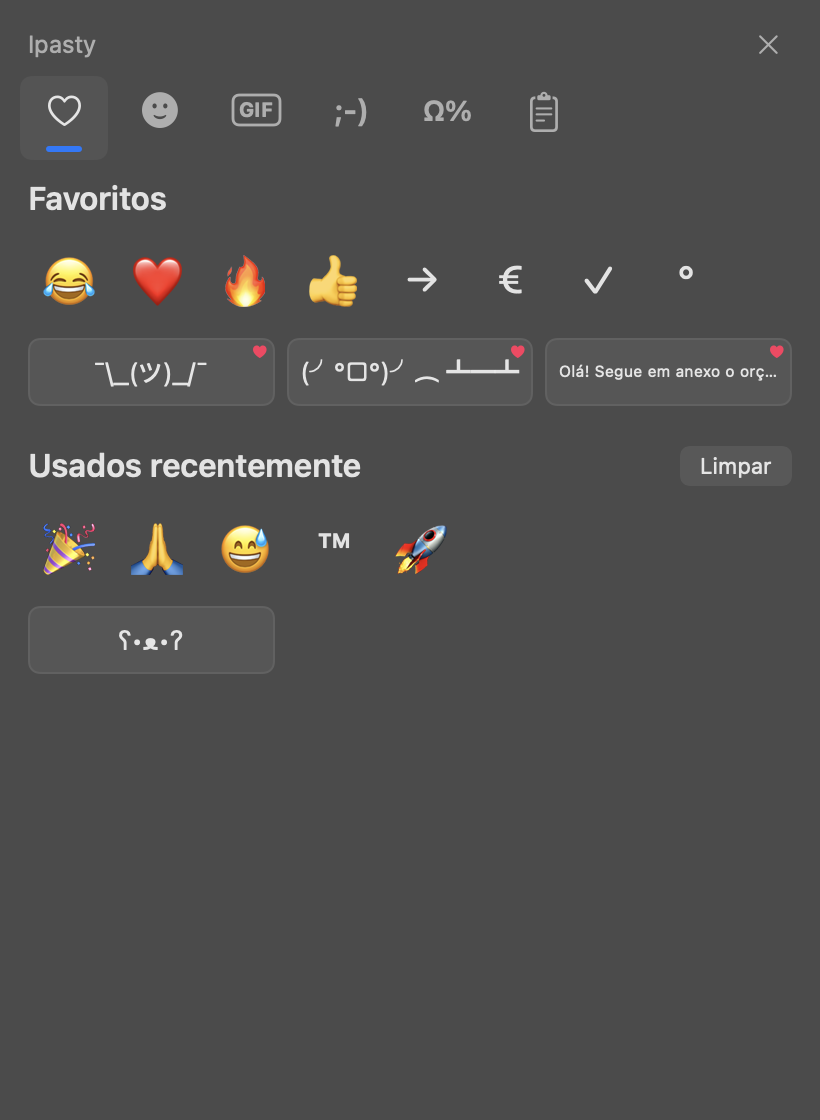 Ipasty
GIF ;-) Ω%
Favoritos
😂 ❤️ 🔥 👍 → € ✓ °
¯\_(ツ)_/¯ (╯°□°)╯︵ ┻━┻ Olá! Segue em anexo o orç...
Usados recentemente Limpar
🎉 🙏 😅 ™ 🚀
ʕ•ᴥ•ʔ